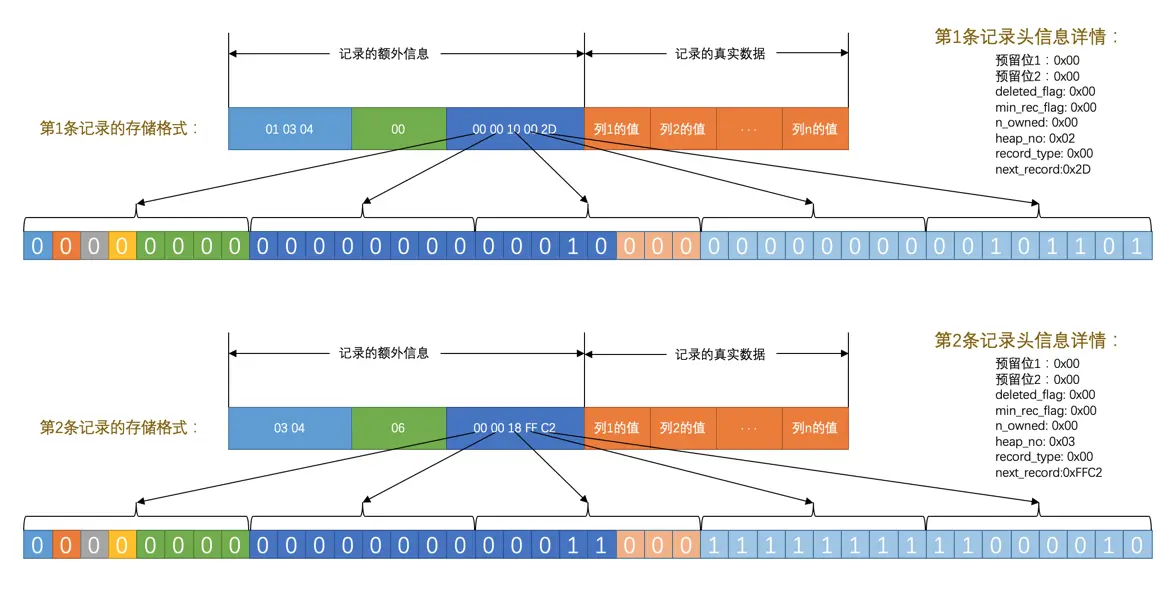 记录的额外信息 记录的真实数据
第1条记录的存储格式： 01 03 04 00 00 00 10 00 2D 列1的值 列2的值 ··· 列n的值
第1条记录头信息详情：
预留位1：0x00
预留位2：0x00
deleted_flag: 0x00
min_rec_flag: 0x00
n_owned: 0x00
heap_no: 0x02
record_type: 0x00
next_record:0x2D
0 0 0 0 0 0 0 0 0 0 0 0 0 0 0 0 0 0 0 1 0 0 0 0 0 0 0 0 0 0 0 0 0 0 1 0 1 1 0 1
记录的额外信息 记录的真实数据
第2条记录的存储格式： 03 04 06 00 00 18 FF C2 列1的值 列2的值 ··· 列n的值
第2条记录头信息详情：
预留位1：0x00
预留位2：0x00
deleted_flag: 0x00
min_rec_flag: 0x00
n_owned: 0x00
heap_no: 0x03
record_type: 0x00
next_record:0xFFC2
0 0 0 0 0 0 0 0 0 0 0 0 0 0 0 0 0 0 0 1 1 0 0 0 1 1 1 1 1 1 1 1 1 1 0 0 0 0 1 0